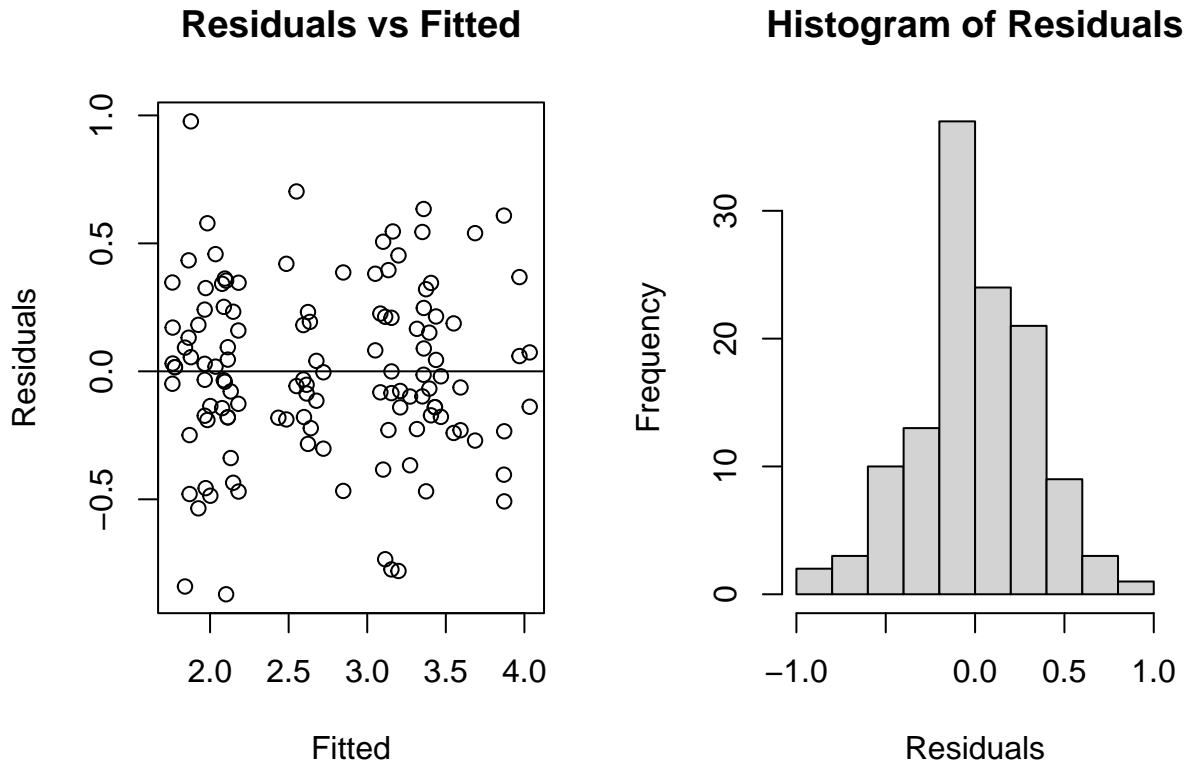 Residuals vs Fitted
1.0
0.5
0.0
−0.5
Residuals
2.0 2.5 3.0 3.5 4.0
Fitted
Histogram of Residuals
30
20
10
0
Frequency
−1.0 0.0 0.5 1.0
Residuals